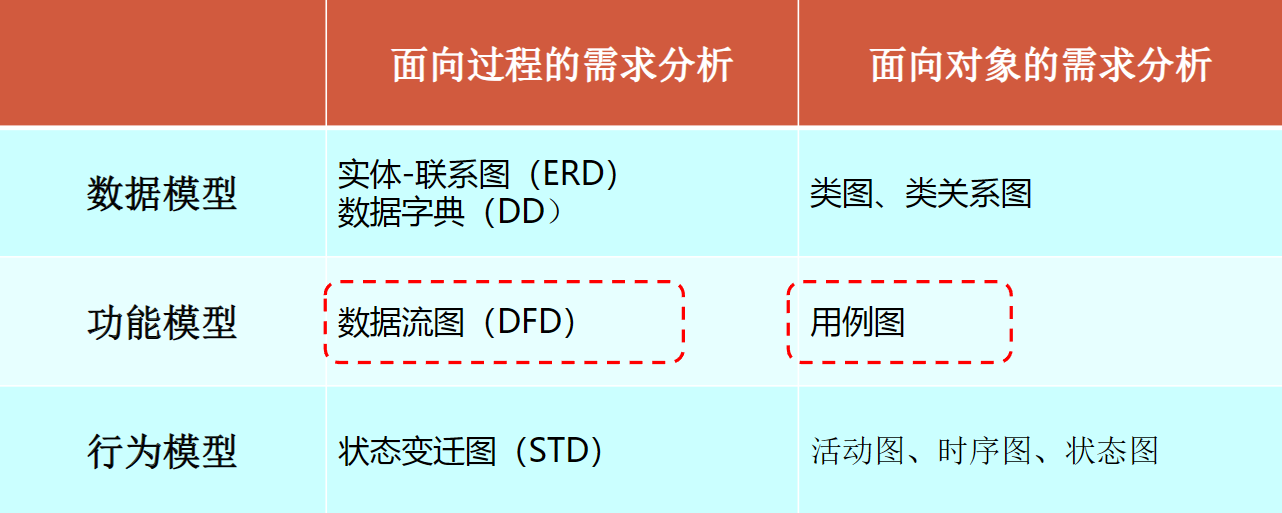 面向过程的需求分析
面向对象的需求分析
数据模型
实体-联系图（ERD）
数据字典（DD）
类图、类关系图
功能模型
数据流图（DFD）
用例图
行为模型
状态变迁图（STD）
活动图、时序图、状态图